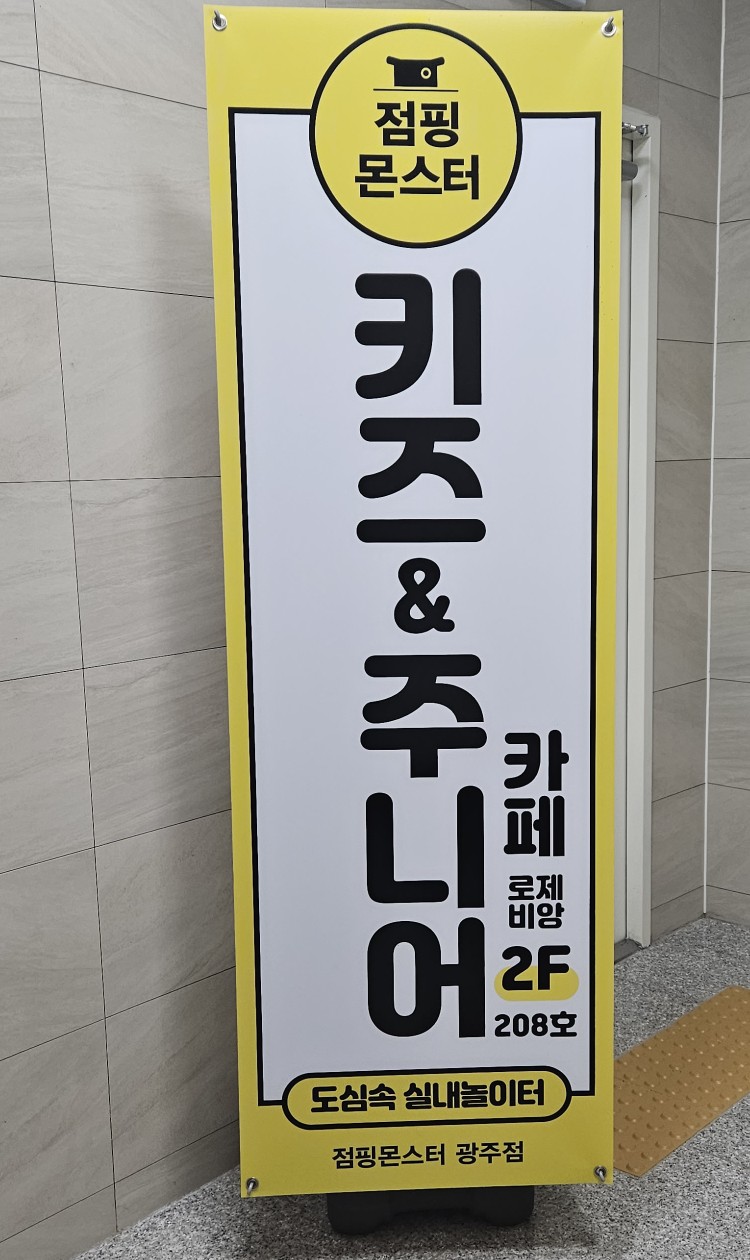 점핑
몬스터
키즈&주니어
카페
로제
비앙
2F
208호
도심속 실내놀이터
점핑몬스터 광주점